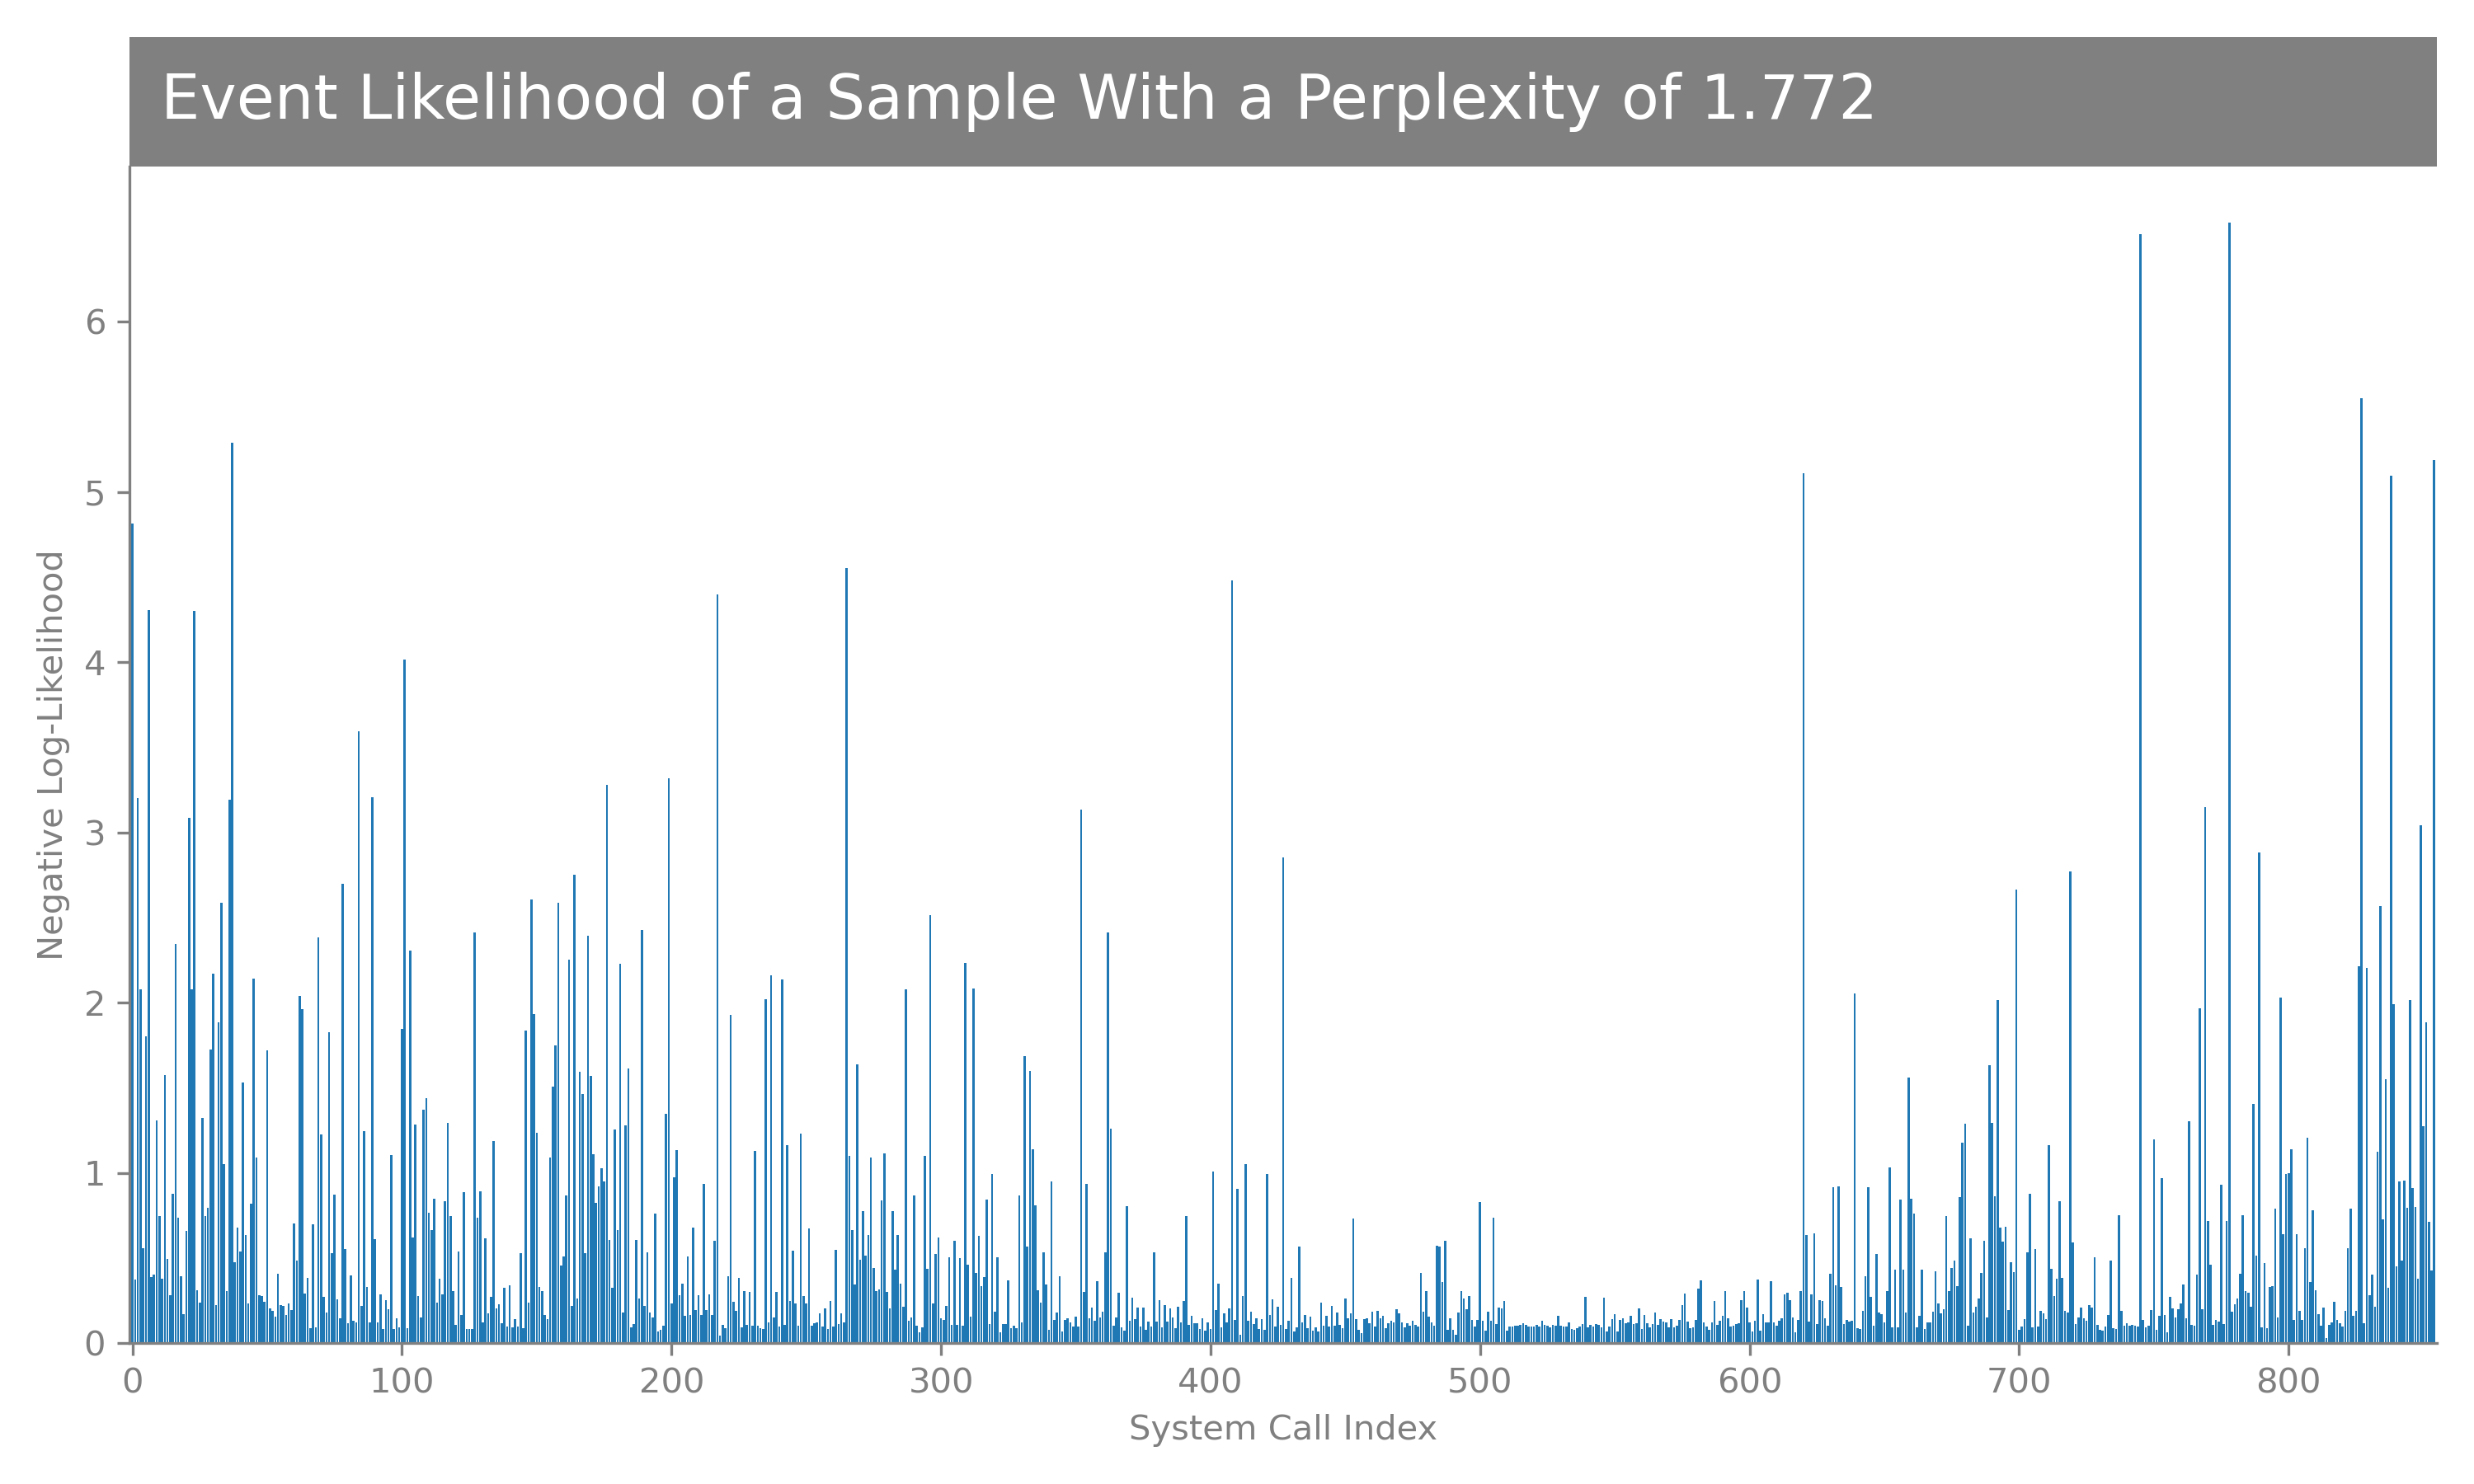 Event Likelihood of a Sample With a Perplexity of 1.772
Negative Log-Likelihood
6
5
4
3
2
1
0
0 100 200 300 400 500 600 700 800
System Call Index